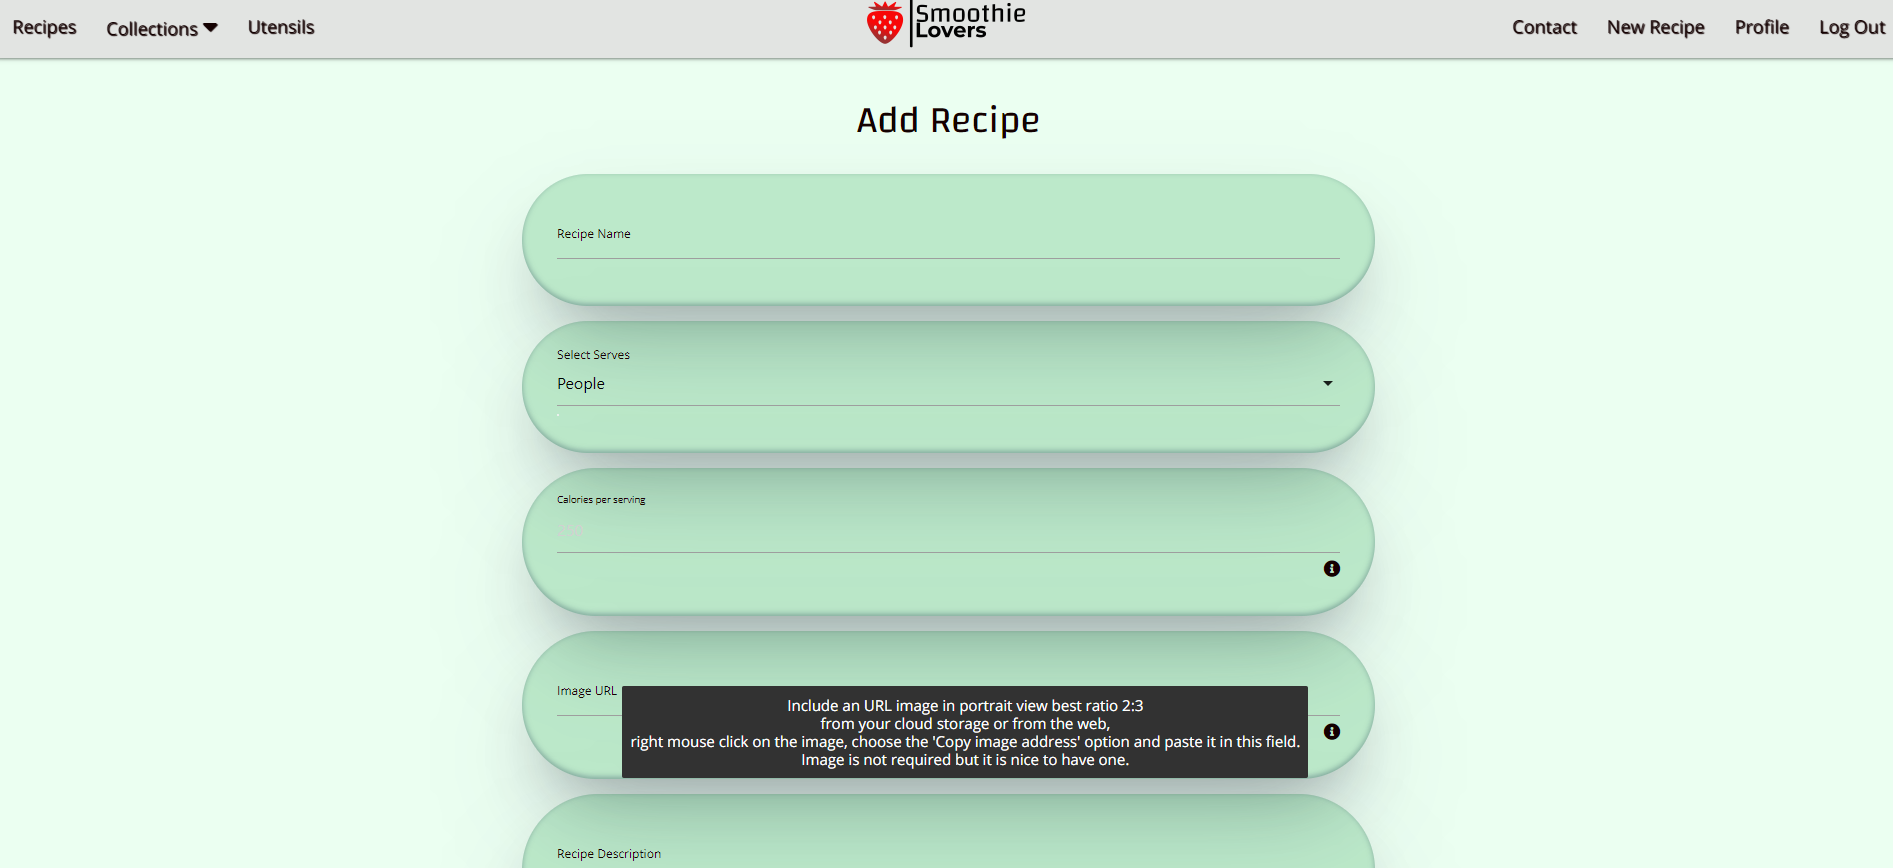 Recipes
Collections
Utensils
Smoothie
Lovers
Contact
New Recipe
Profile
Log Out
Add Recipe
Recipe Name
Select Serves
People
Calories per serving
Image URL
Include an URL image in portrait view best ratio 2:3
from your cloud storage or from the web,
right mouse click on the image, choose the 'Copy image address' option and paste it in this field.
Image is not required but it is nice to have one.
Recipe Description